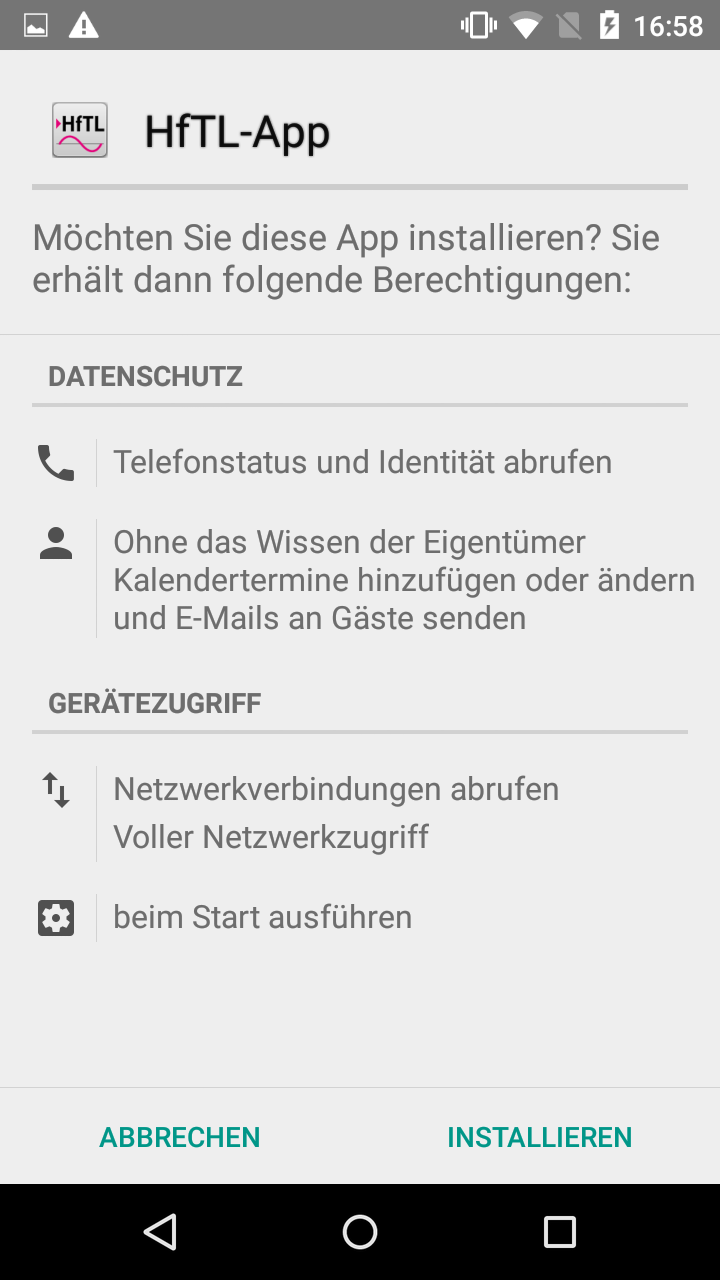 16:58
HfTL
HfTL-App
Möchten Sie diese App installieren? Sie
erhält dann folgende Berechtigungen:
DATENSCHUTZ
Telefonstatus und Identität abrufen
Ohne das Wissen der Eigentümer
Kalendertermine hinzufügen oder ändern
und E-Mails an Gäste senden
GERÄTEZUGRIFF
Netzwerkverbindungen abrufen
Voller Netzwerkzugriff
beim Start ausführen
ABBRECHEN
INSTALLIEREN